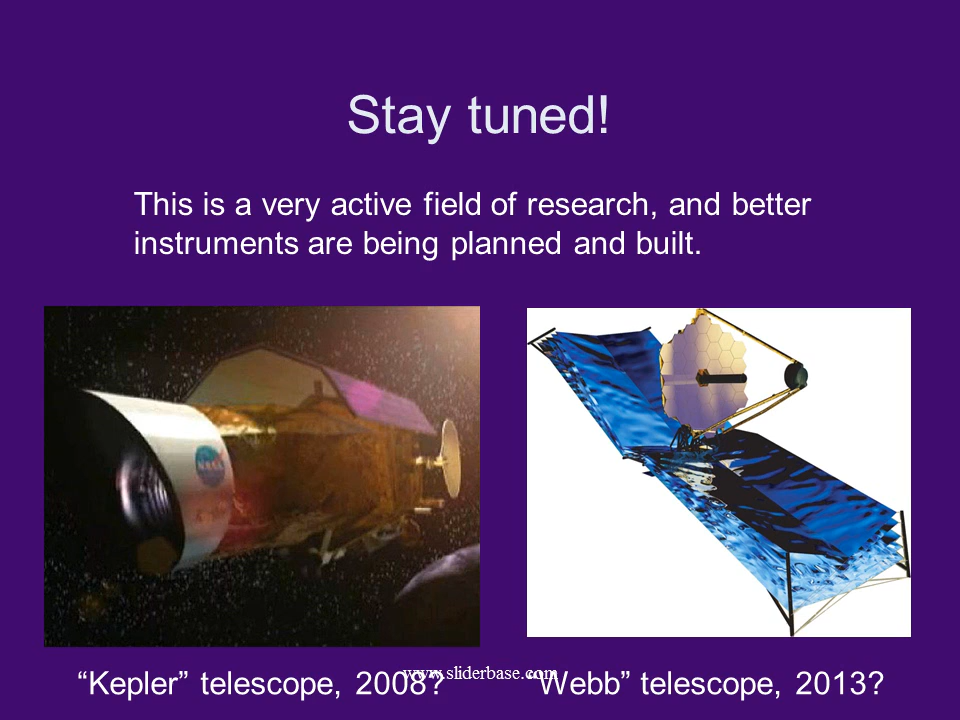 Stay tuned!
This is a very active field of research, and better
instruments are being planned and built.
NASA
“Kepler” telescope, 2008?
www.sliderbase.com
“Webb” telescope, 2013?